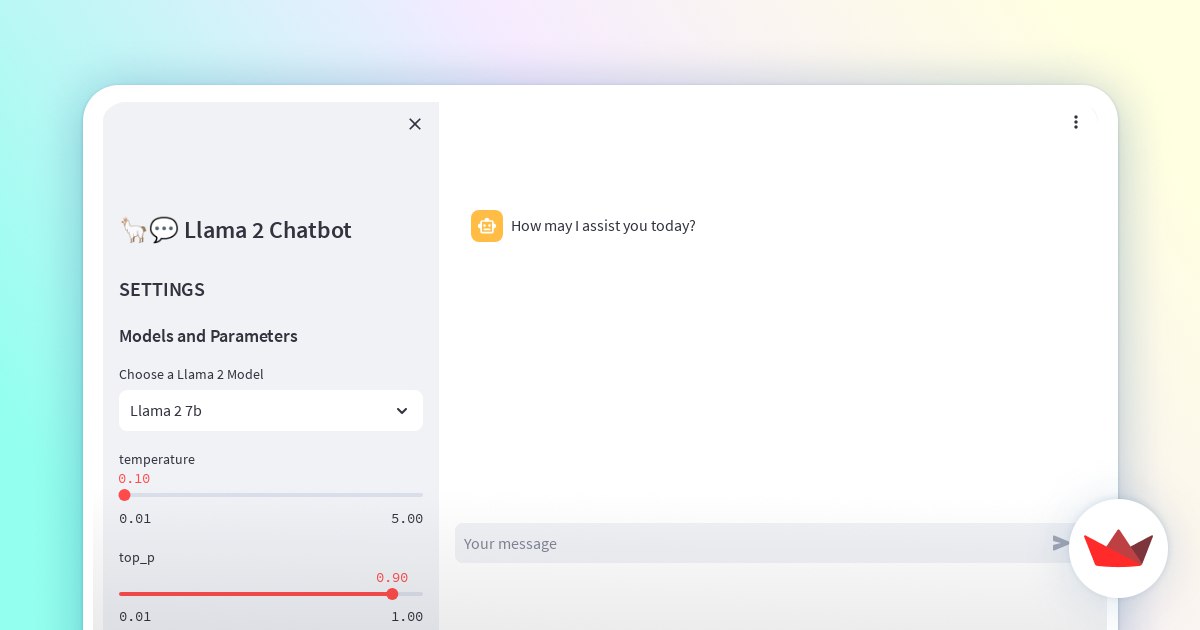 🦙💬 Llama 2 Chatbot
SETTINGS
Models and Parameters
Choose a Llama 2 Model
Llama 2 7b
temperature
0.10
0.01 5.00
top_p
0.90
0.01 1.00
How may I assist you today?
Your message